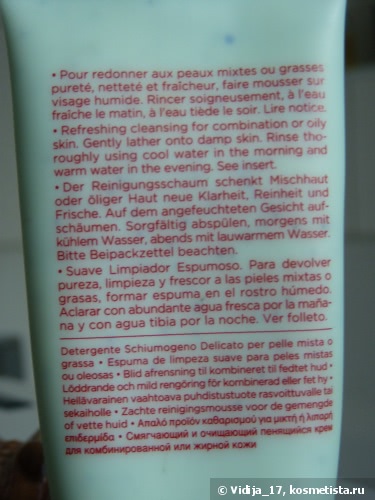 • Pour redonner aux peaux mixtes ou grasses
pureté, netteté et fraîcheur, faire mousser sur
visage humide. Rincer soigneusement, à l'eau
fraîche le matin, à l'eau tiède le soir. Lire notice.
• Refreshing cleansing for combination or oily
skin. Gently lather onto damp skin. Rinse tho-
roughly using cool water in the morning and
warm water in the evening. See insert.
• Der Reinigungsschaum schenkt Mischhaut
oder öliger Haut neue Klarheit, Reinheit und
Frische. Auf dem angefeuchteten Gesicht auf-
schäumen. Sorgfältig abspülen, morgens mit
kühlem Wasser, abends mit lauwarmem Wasser.
Bitte Beipackzettel beachten.
• Suave Limpiador Espumoso. Para devolver
pureza, limpieza y frescor a las pieles mixtas o
grasas, formar espuma en el rostro húmedo.
Aclarar con abundante agua fresca por la maña-
na y con agua tibia por la noche. Ver folleto.
Detergente Schiumogeno Delicato per pelle mista o
grassa • Espuma de limpeza suave para peles mistas
ou oleosas • Blid afrensning til kombineret til fedtet hud •
Löddrande och mild rengöring för kombinerad eller fet hy •
Hellävarainen vaahtoava puhdistustuote rasvoittuvalle tai
sekaiholle • Zachte reinigingsmousse voor de gemengde
of vette huid • Απαλό προϊόν καθαρισμού για μικτή ή λιπαρή
επιδερμίδα • Смягчающий и очищающий пенящийся крем
для комбинированной или жирной кожи
© Vidija_17, kosmetista.ru